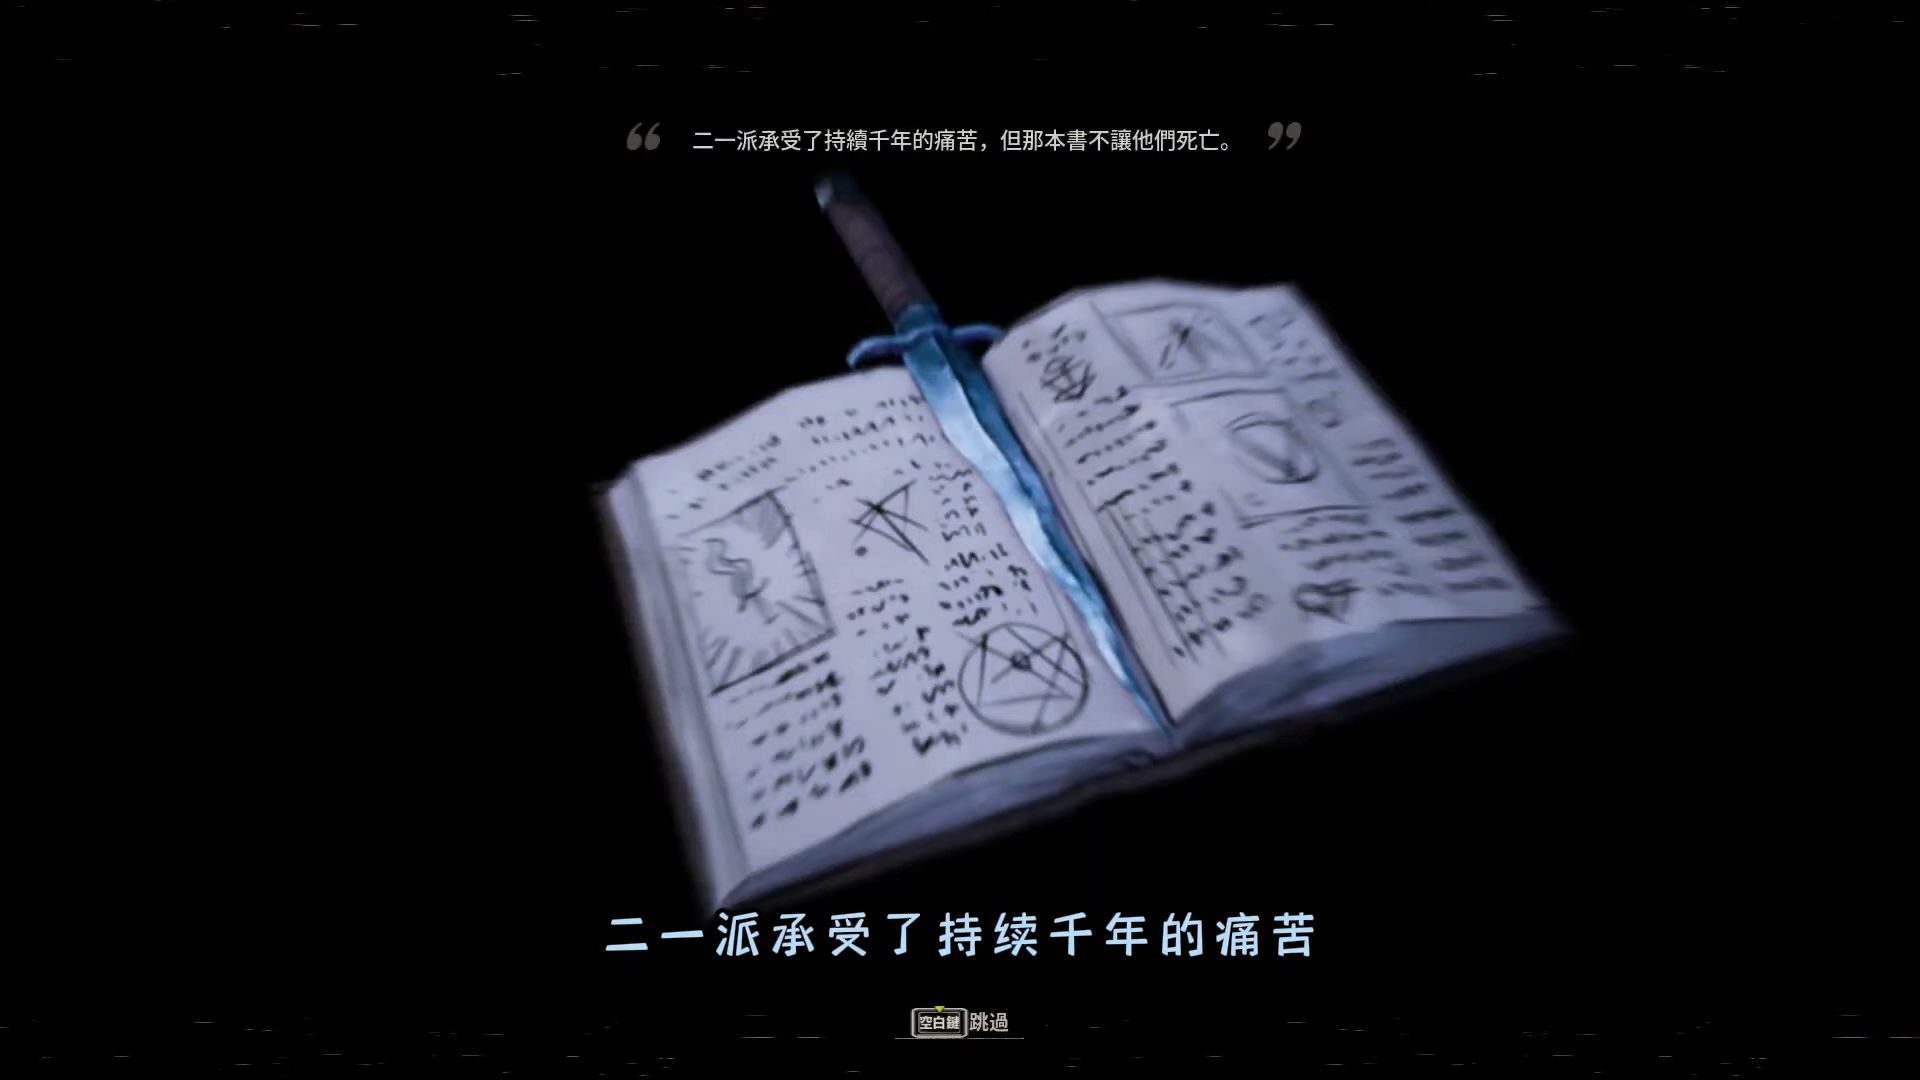 二一派承受了持續千年的痛苦，但那本書不讓他們死亡。
二一派承受了持续千年的痛苦
空白鍵 跳過